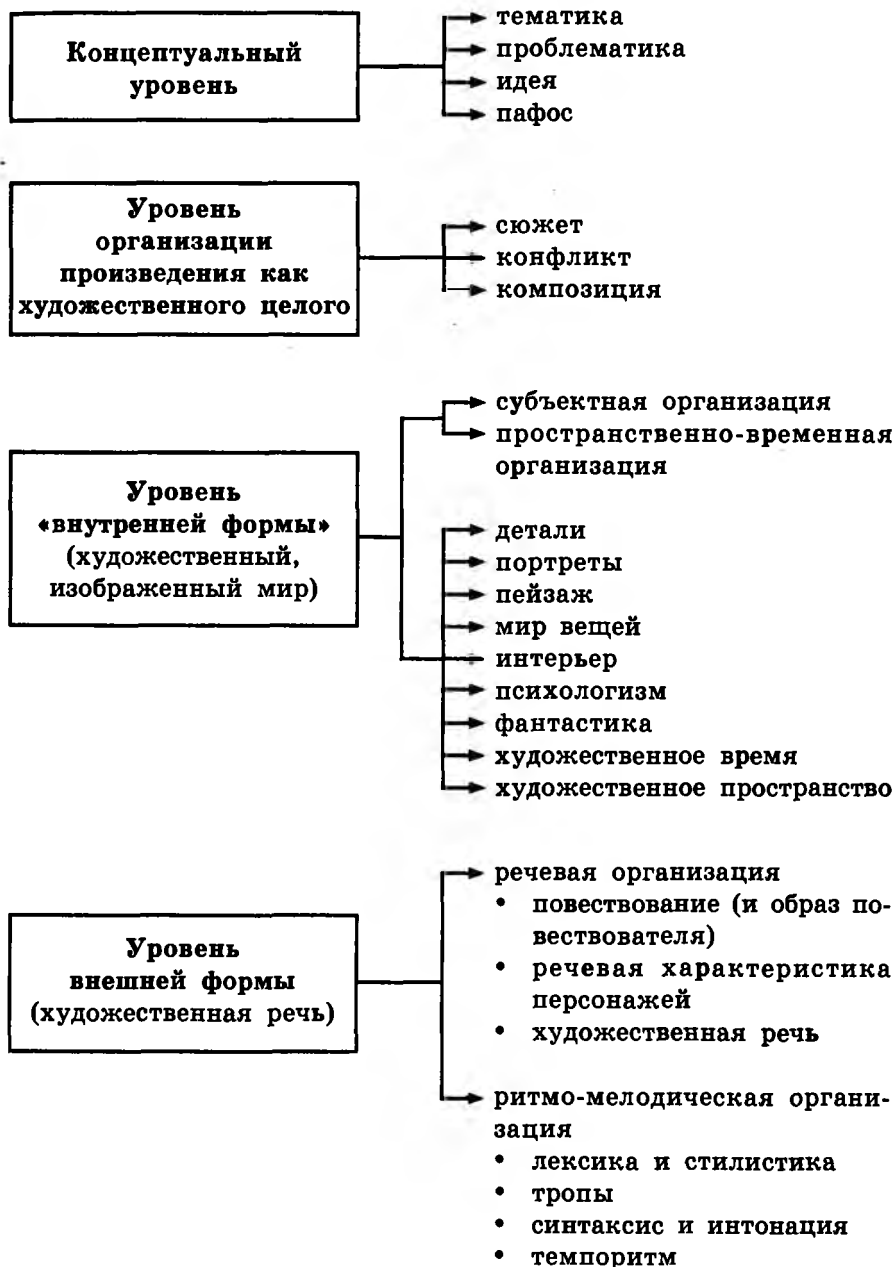 Концептуальный
уровень
тематика
проблематика
идея
пафос
Уровень
организации
произведения как
художественного целого
сюжет
конфликт
композиция
Уровень
«внутренней формы»
(художественный,
изображенный мир)
субъектная организация
пространственно-временная
организация
детали
портреты
пейзаж
мир вещей
интерьер
психологизм
фантастика
художественное время
художественное пространство
Уровень
внешней формы
(художественная речь)
речевая организация
• повествование (и образ по-
вествователя)
• речевая характеристика
персонажей
• художественная речь
ритмо-мелодическая органи-
зация
• лексика и стилистика
• тропы
• синтаксис и интонация
• темпоритм